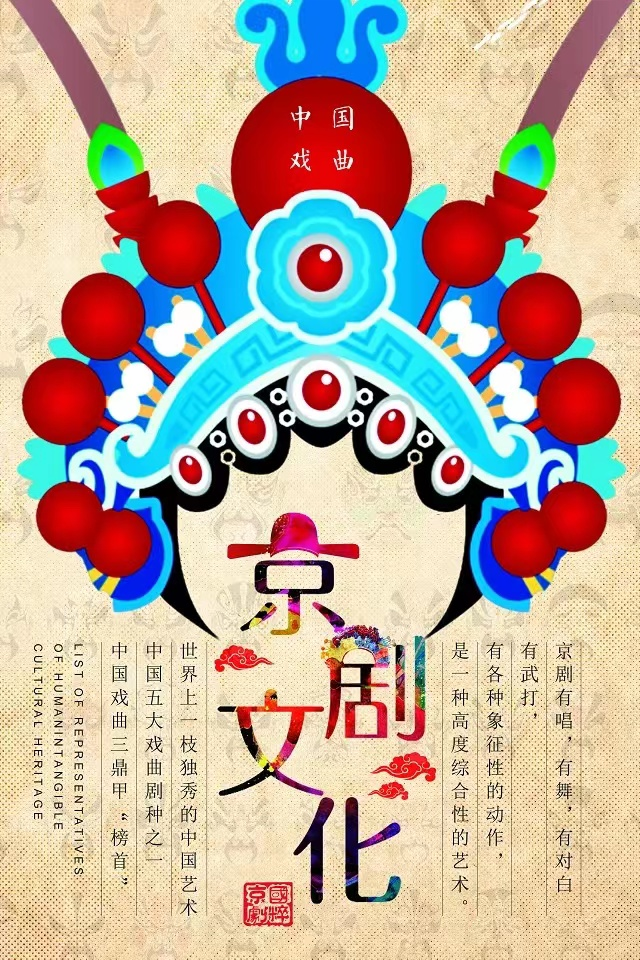 中国
戏曲
京剧文化
京剧有唱，有舞，有对白
有武打，
有各种象征性的动作，
是一种高度综合性的艺术。
世界上一枝独秀的中国艺术
中国五大戏曲剧种之一
中国戏曲三鼎甲“榜首”
LIST OF REPRESENTATIVES
OF HUMANINTANGIBLE
CULTURAL HERITAGE
國粹
京劇